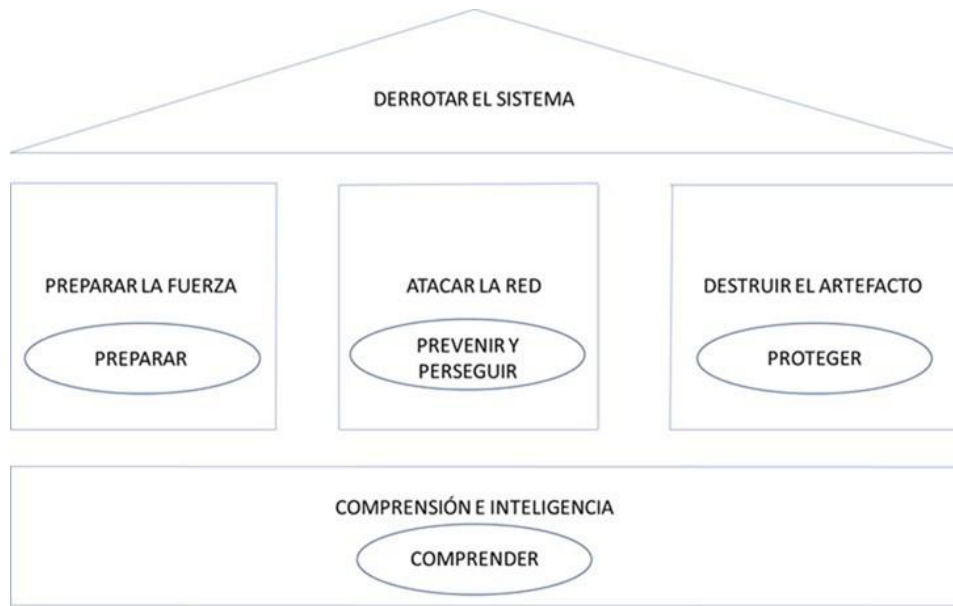 DERROTAR EL SISTEMA
PREPARAR LA FUERZA
PREPARAR
ATACAR LA RED
PREVENIR Y
PERSEGUIR
DESTRUIR EL ARTEFACTO
PROTEGER
COMPRENSIÓN E INTELIGENCIA
COMPRENDER